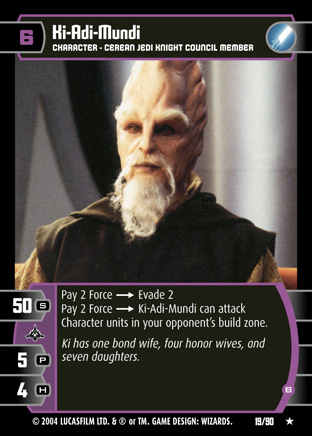 6 Ki-Adi-Mundi
CHARACTER - CEREAN JEDI KNIGHT COUNCIL MEMBER
50 S
Pay 2 Force → Evade 2
Pay 2 Force → Ki-Adi-Mundi can attack
Character units in your opponent's build zone.
5 P
Ki has one bond wife, four honor wives, and
seven daughters.
4 H
B
© 2004 LUCASFILM LTD. & ® or TM. GAME DESIGN: WIZARDS. 19/90 ★